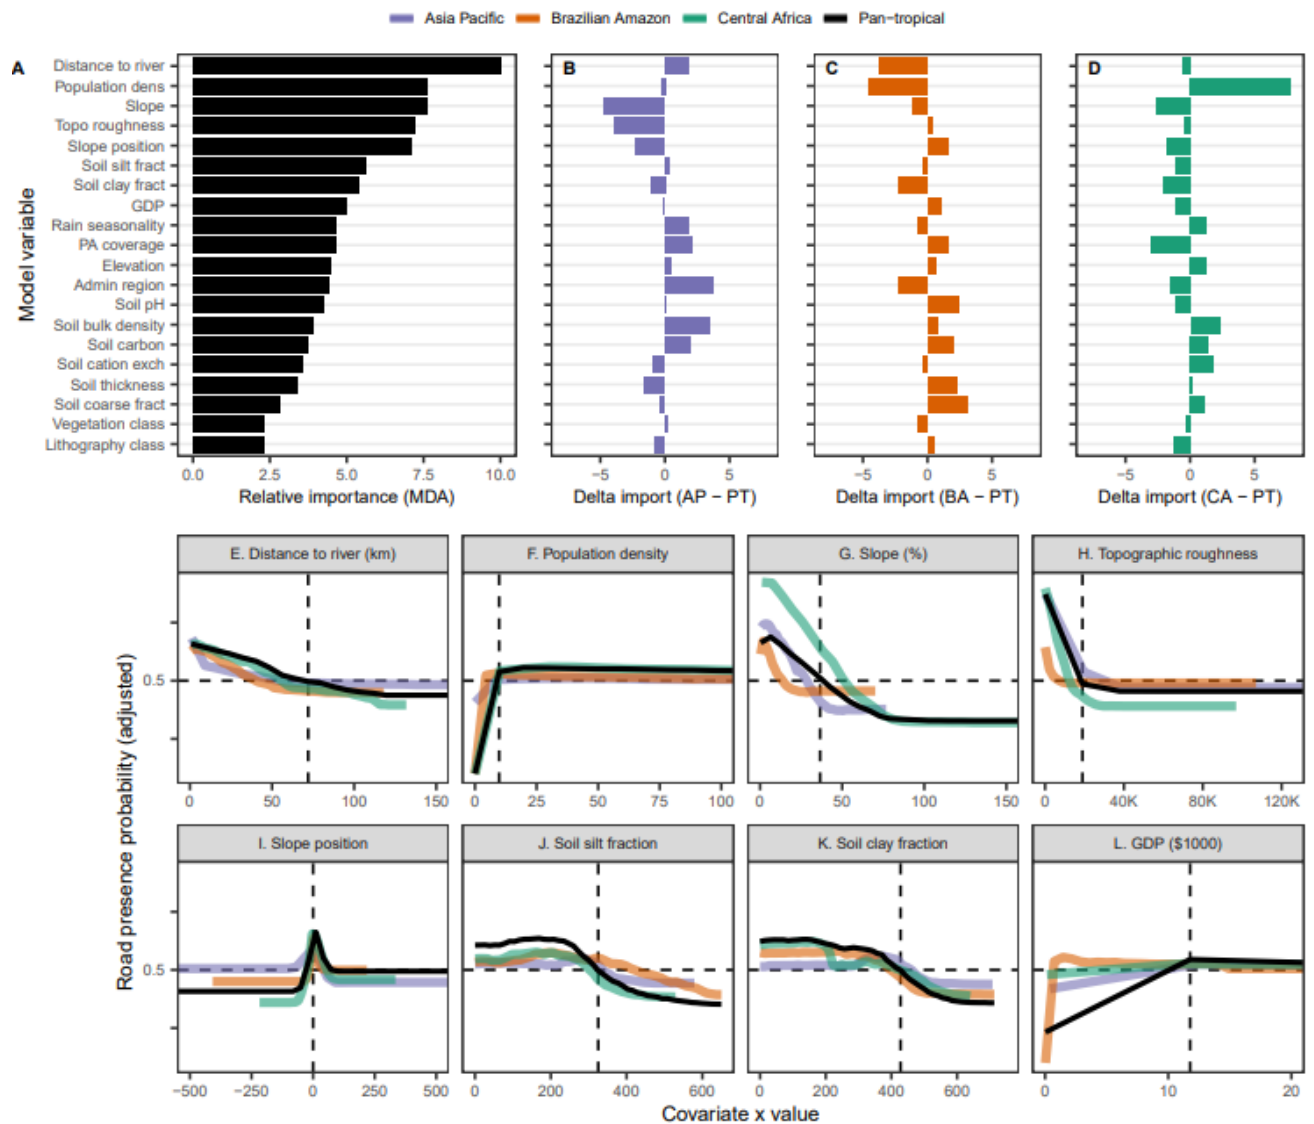 Asia Pacific Brazilian Amazon Central Africa Pan−tropical
A B C D
Model variable
Distance to river
Population dens
Slope
Topo roughness
Slope position
Soil silt fract
Soil clay fract
GDP
Rain seasonality
PA coverage
Elevation
Admin region
Soil pH
Soil bulk density
Soil carbon
Soil cation exch
Soil thickness
Soil coarse fract
Vegetation class
Lithography class
0.0 2.5 5.0 7.5 10.0 −5 0 5 −5 0 5 −5 0 5
Relative importance (MDA) Delta import (AP − PT) Delta import (BA − PT) Delta import (CA − PT)
Road presence probability (adjusted)
E. Distance to river (km) F. Population density G. Slope (%) H. Topographic roughness
0.5
0 50 100 150 0 25 50 75 100 0 50 100 150 0 40K 80K 120K
I. Slope position J. Soil silt fraction K. Soil clay fraction L. GDP ($1000)
0.5
−500 −250 0 250 500 0 200 400 600 0 200 400 600 0 10 20
Covariate x value